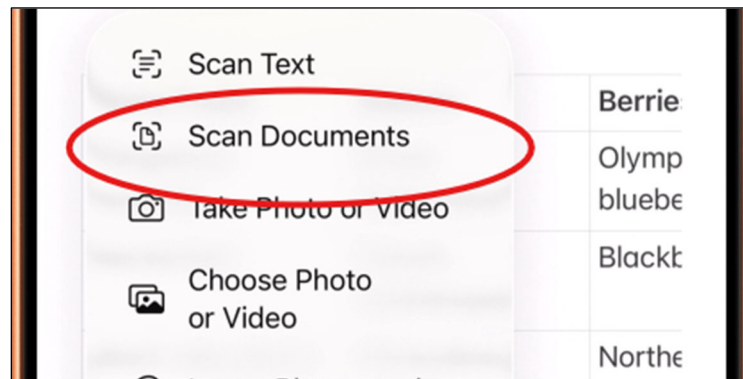 Scan Text
Scan Documents
Take Photo or Video
Choose Photo
or Video
Berrie
Olymp
bluebe
Blackb
Northe